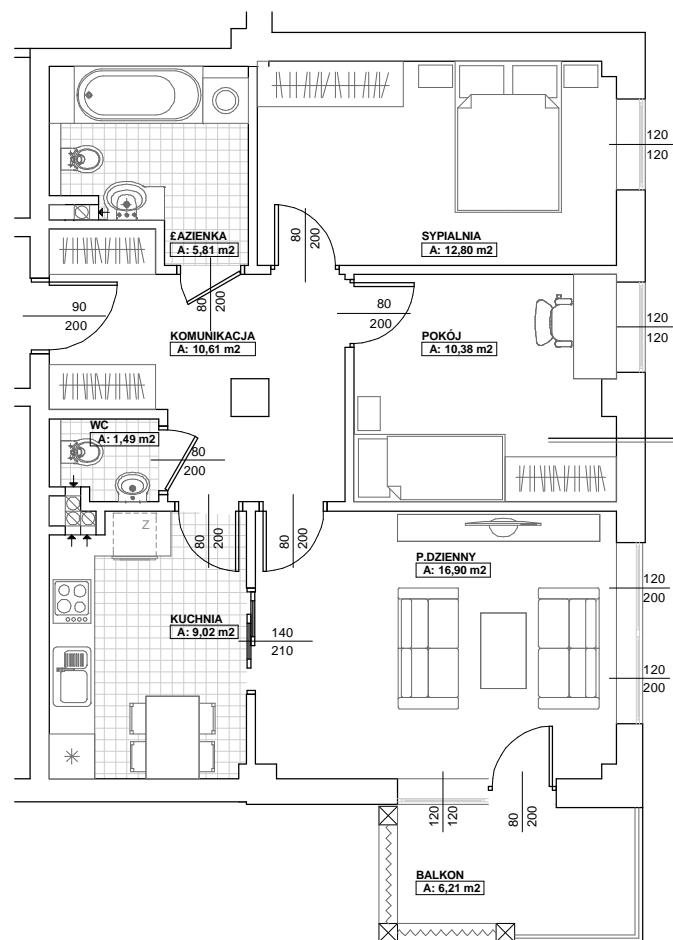 120
120
ŁAZIENKA
A: 5,81 m2
80
200
SYPIALNIA
A: 12,80 m2
90
200
80
200
KOMUNIKACJA
A: 10,61 m2
80
200
POKÓJ
A: 10,38 m2
120
120
WC
A: 1,49 m2
80
200
Z
80
200
80
200
P.DZIENNY
A: 16,90 m2
120
200
KUCHNIA
A: 9,02 m2
140
210
120
200
120
120
80
200
BALKON
A: 6,21 m2